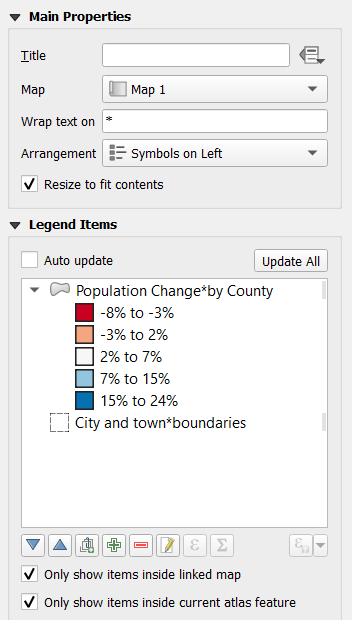 Main Properties
Title
Map Map 1
Wrap text on *
Arrangement Symbols on Left
Resize to fit contents
Legend Items
Auto update Update All
Population Change*by County
-8% to -3%
-3% to 2%
2% to 7%
7% to 15%
15% to 24%
City and town*boundaries
ε Σ ε
Only show items inside linked map
Only show items inside current atlas feature